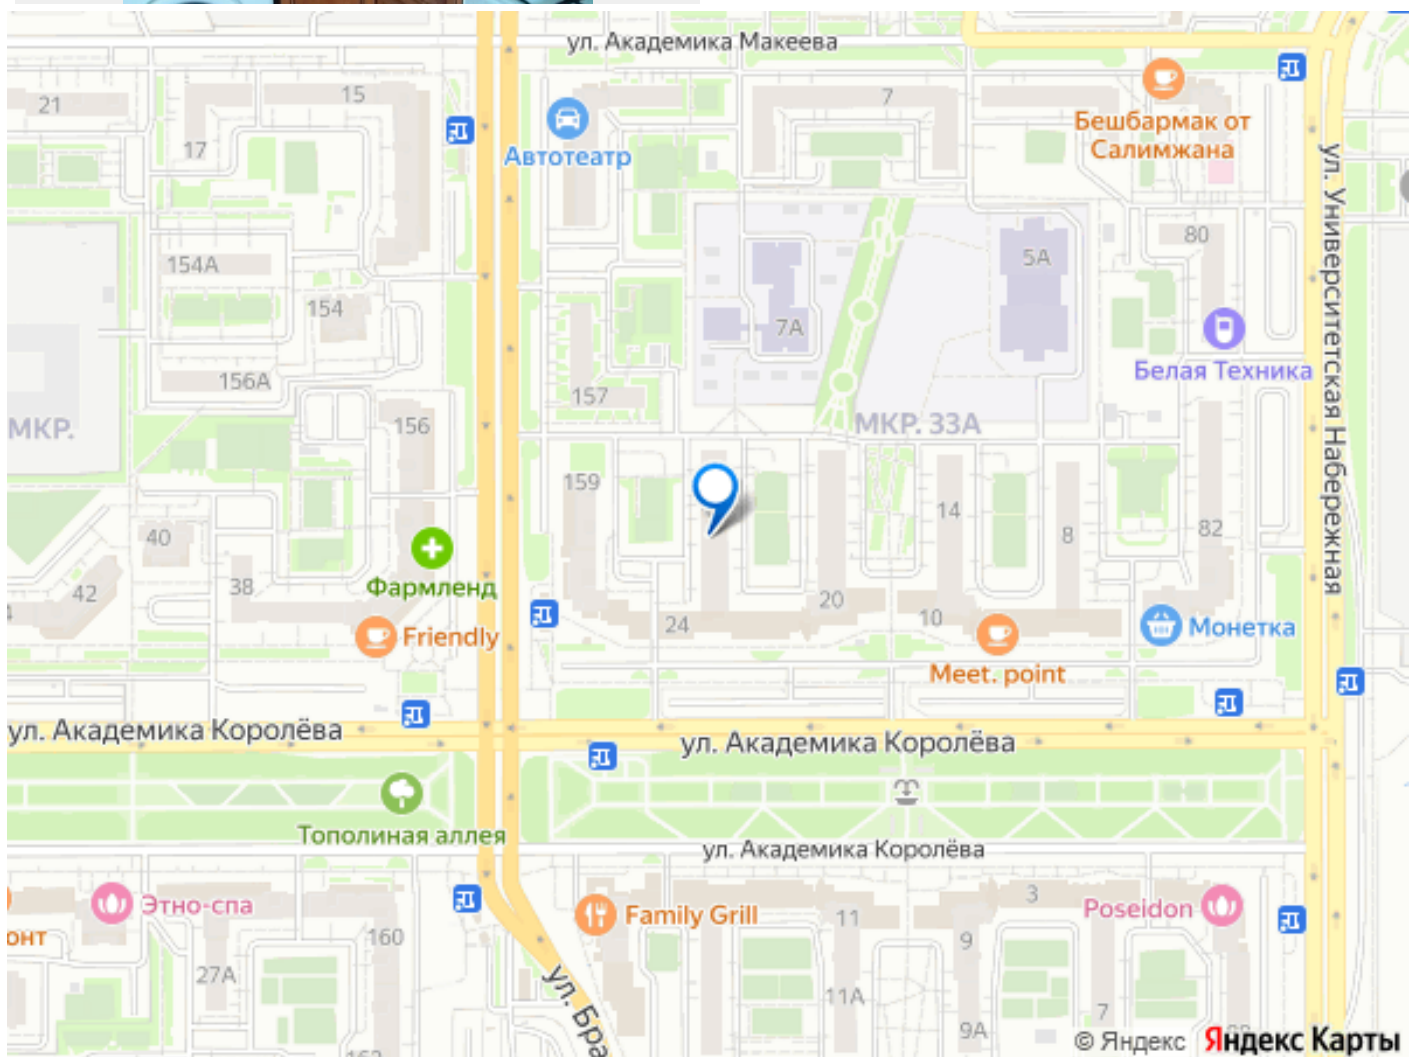 ул. Академика Макеева
21
15
7
Бешбармак от
Салимжана
17
Автотеатр
ул. Университетская Набережная
80
154А
5А
154
7А
Белая Техника
156А
157
МКР.
156
МКР. 33А
159
14
8
82
40
Фармленд
42
38
20
24
10
Монетка
Friendly
Meet. point
ул. Академика Королёва
ул. Академика Королёва
Тополиная аллея
ул. Академика Королёва
Этно-спа
Family Grill
11
3
Poseidon
онт
160
9
27А
ул. Бра
11А
7
9А
© Яндекс Яндекс Карты